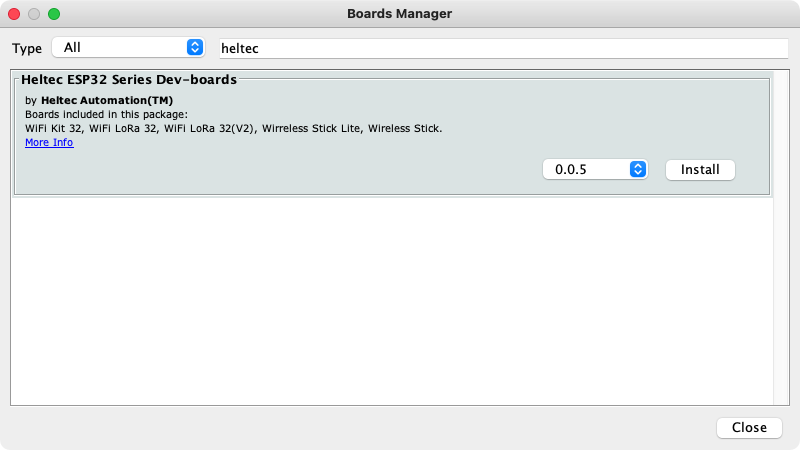 Boards Manager
Type All heltec
Heltec ESP32 Series Dev-boards
by Heltec Automation(TM)
Boards included in this package:
WiFi Kit 32, WiFi LoRa 32, WiFi LoRa 32(V2), Wirreless Stick Lite, Wireless Stick.
More Info
0.0.5 Install
Close